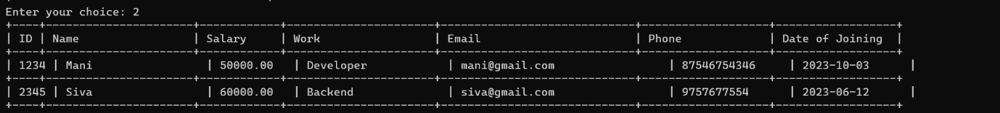 Enter your choice: 2
+----+----------------------+------------+----------------------+-----------------------------+-------------------+------------------+
| ID | Name                 | Salary     | Work                 | Email                       | Phone             | Date of Joining  |
+----+----------------------+------------+----------------------+-----------------------------+-------------------+------------------+
| 1234 | Mani                 | 50000.00   | Developer            | mani@gmail.com                 | 87546754346     | 2023-10-03      |
+----+----------------------+------------+----------------------+-----------------------------+-------------------+------------------+
| 2345 | Siva                 | 60000.00   | Backend              | siva@gmail.com                 | 9757677554      | 2023-06-12      |
+----+----------------------+------------+----------------------+-----------------------------+-------------------+------------------+